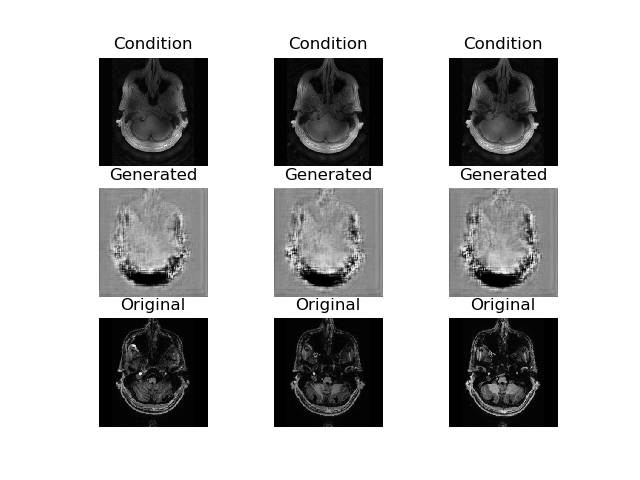 Condition Condition Condition
Generated Generated Generated
Original Original Original